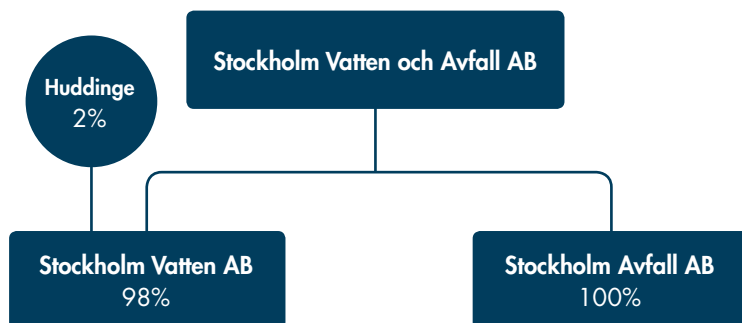 Stockholm Vatten och Avfall AB
Huddinge
2%
Stockholm Vatten AB
98%
Stockholm Avfall AB
100%